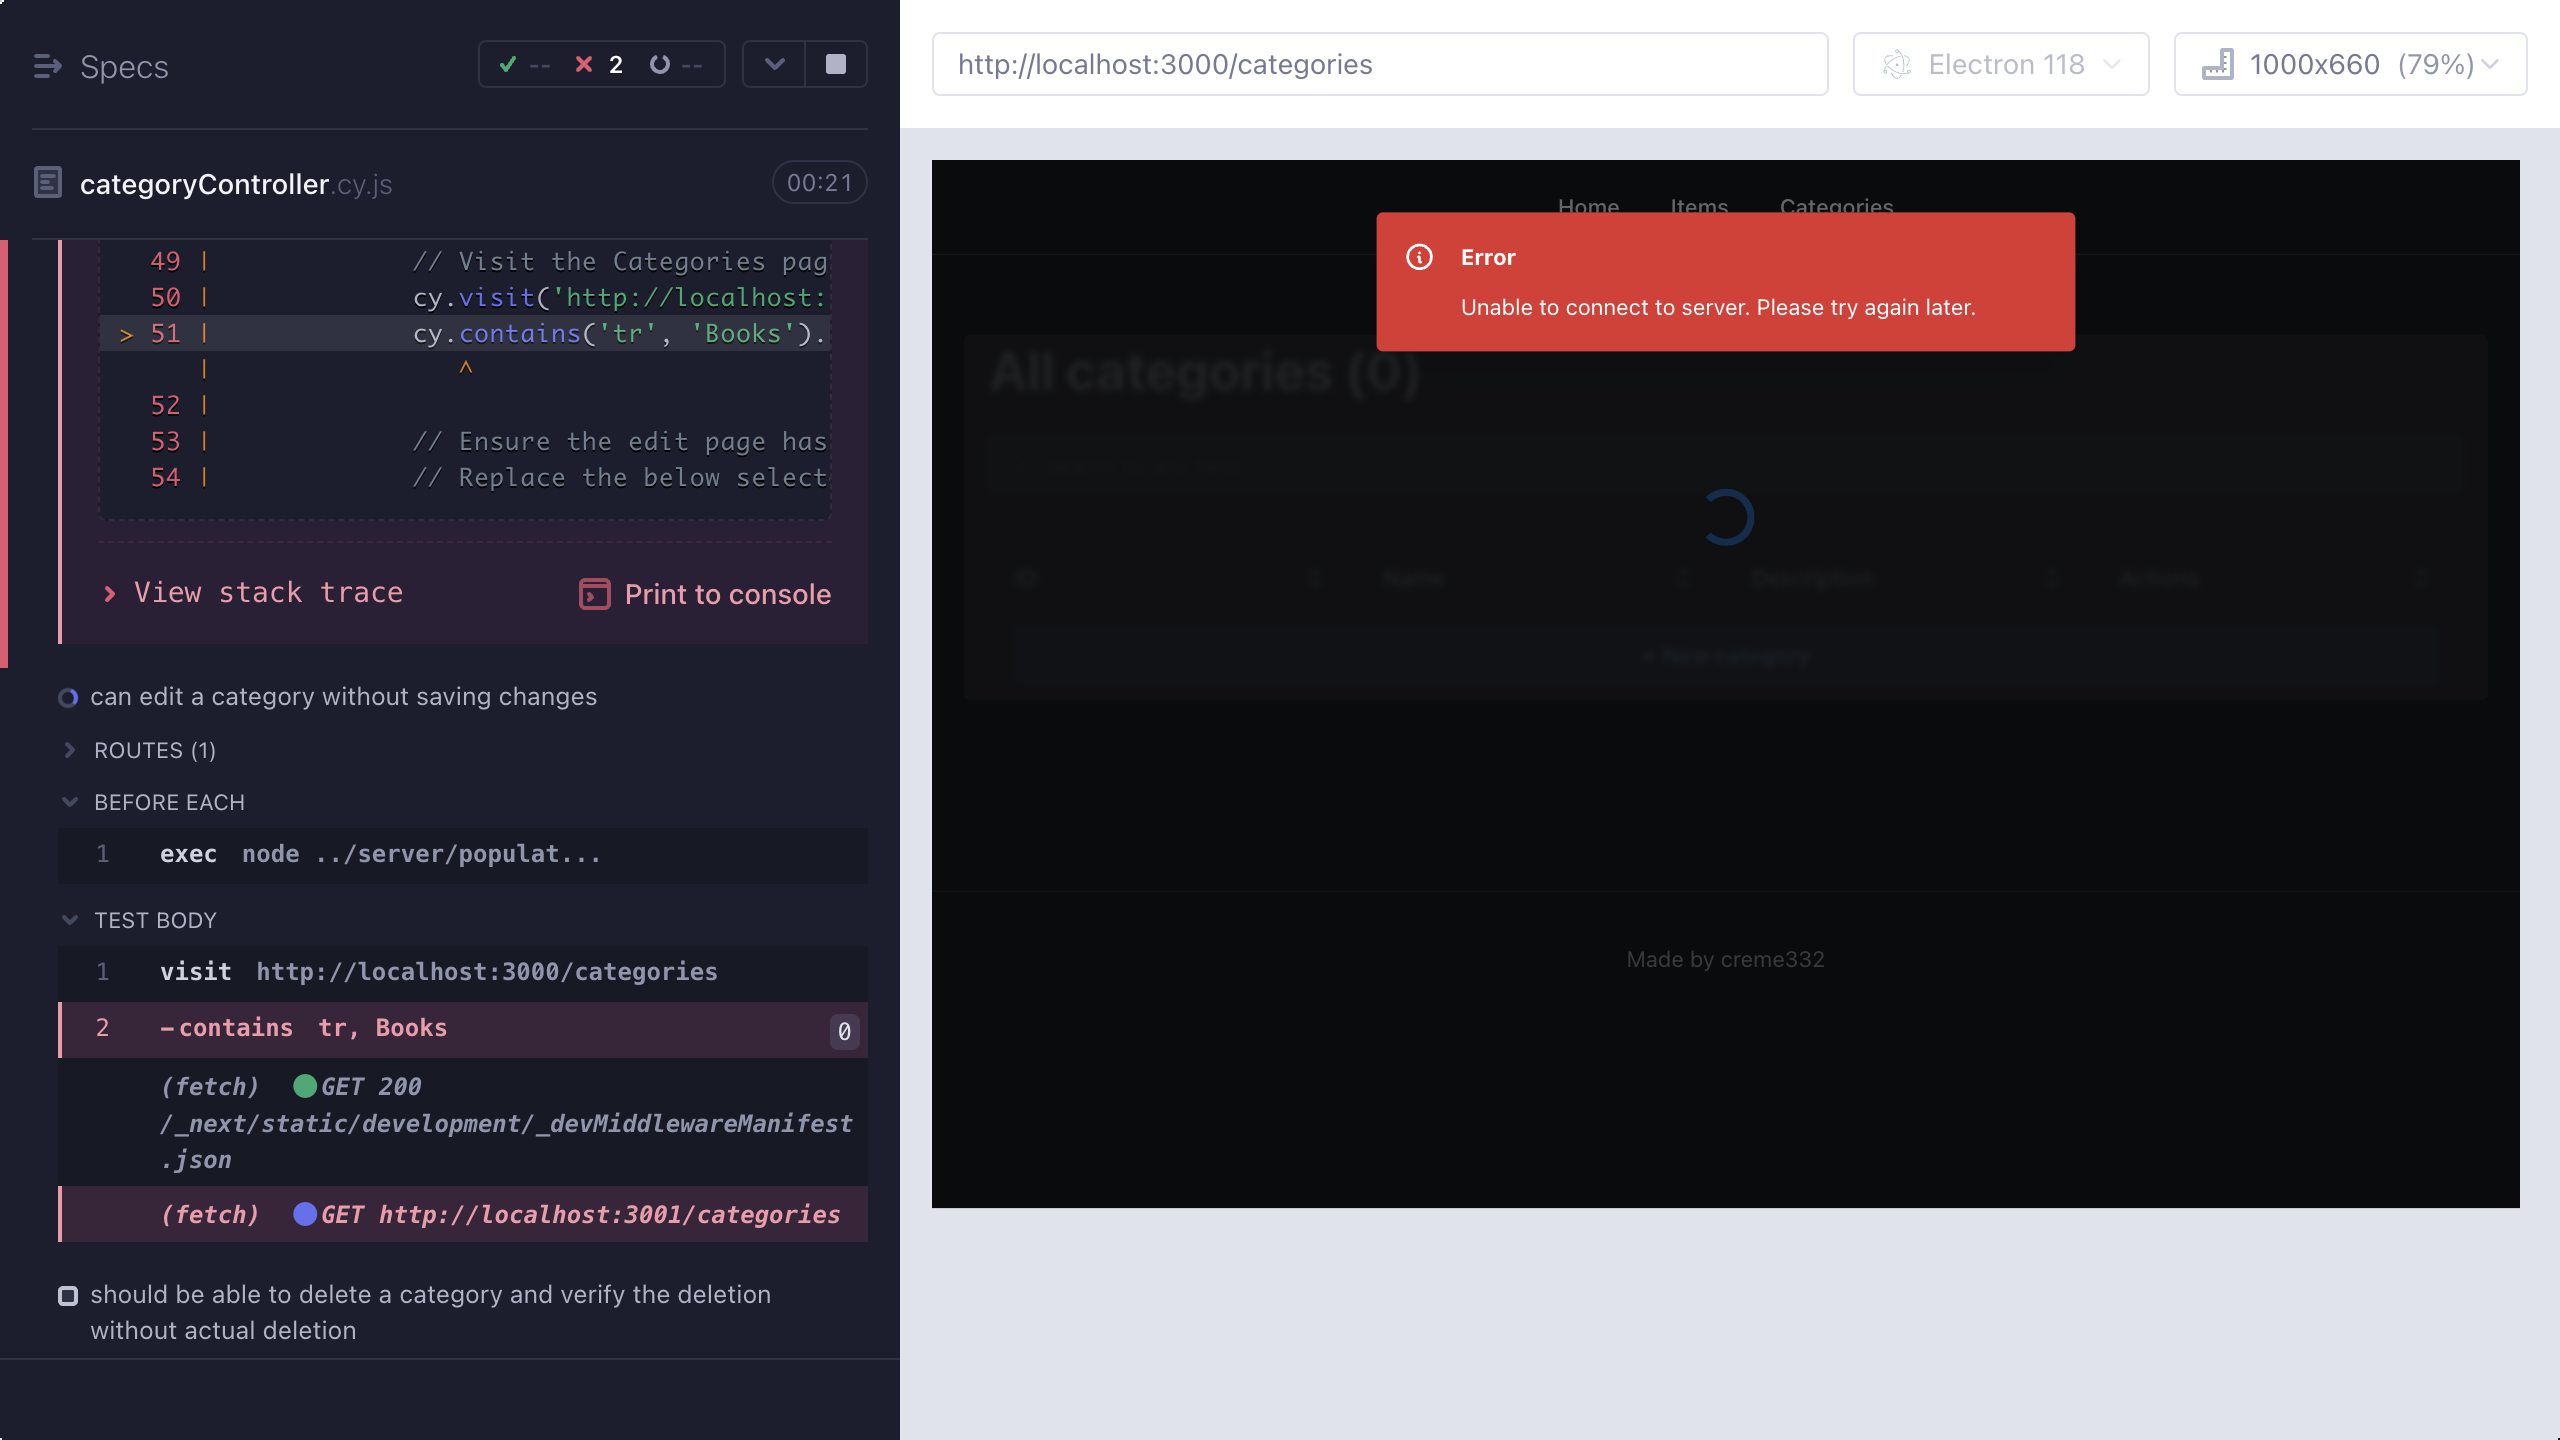 Specs
-- 2 --
categoryController.cy.js
00:21
49 | // Visit the Categories pag
50 | cy.visit('http://localhost:
> 51 | cy.contains('tr', 'Books').
| ^
52 |
53 | // Ensure the edit page has
54 | // Replace the below select
View stack trace
Print to console
can edit a category without saving changes
ROUTES (1)
BEFORE EACH
1 exec node ../server/populat...
TEST BODY
1 visit http://localhost:3000/categories
2 -contains tr, Books 0
(fetch) GET 200
/_next/static/development/_devMiddlewareManifest
.json
(fetch) GET http://localhost:3001/categories
should be able to delete a category and verify the deletion
without actual deletion
http://localhost:3000/categories
Electron 118
1000x660 (79%)
Home Items Categories
Error
Unable to connect to server. Please try again later.
All categories (0)
ID Name Description Actions
+ New category
Made by creme332